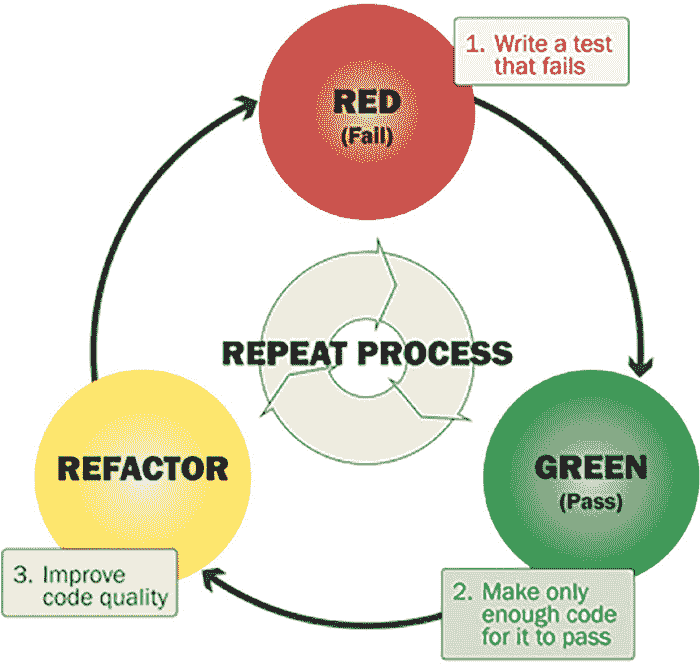 RED
(Fail)
1. Write a test
that fails
REPEAT PROCESS
GREEN
(Pass)
2. Make only
enough code
for it to pass
REFACTOR
3. Improve
code quality